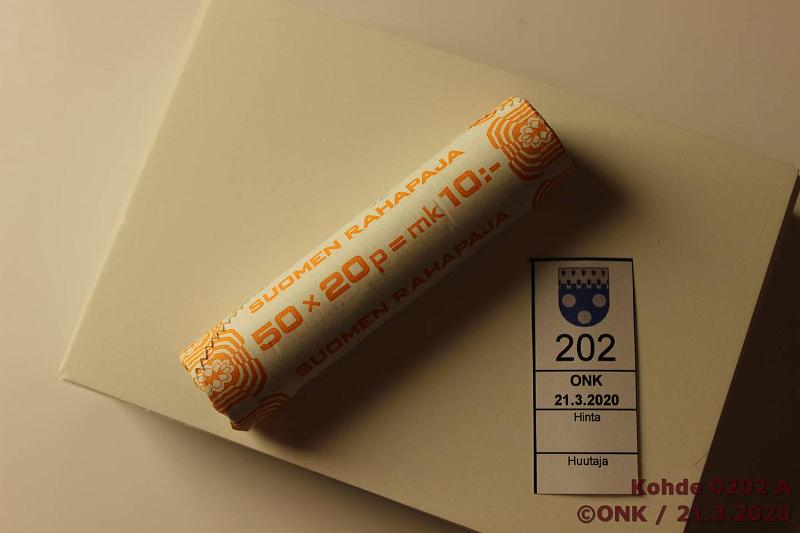 SUOMEN RAHAPAJA
50 x 20p = mk 10:-
SUOMEN RAHAPAJA
202
ONK
21.3.2020
Hinta
Huutaja
Kohde 0202 A
©ONK / 21.3.2020